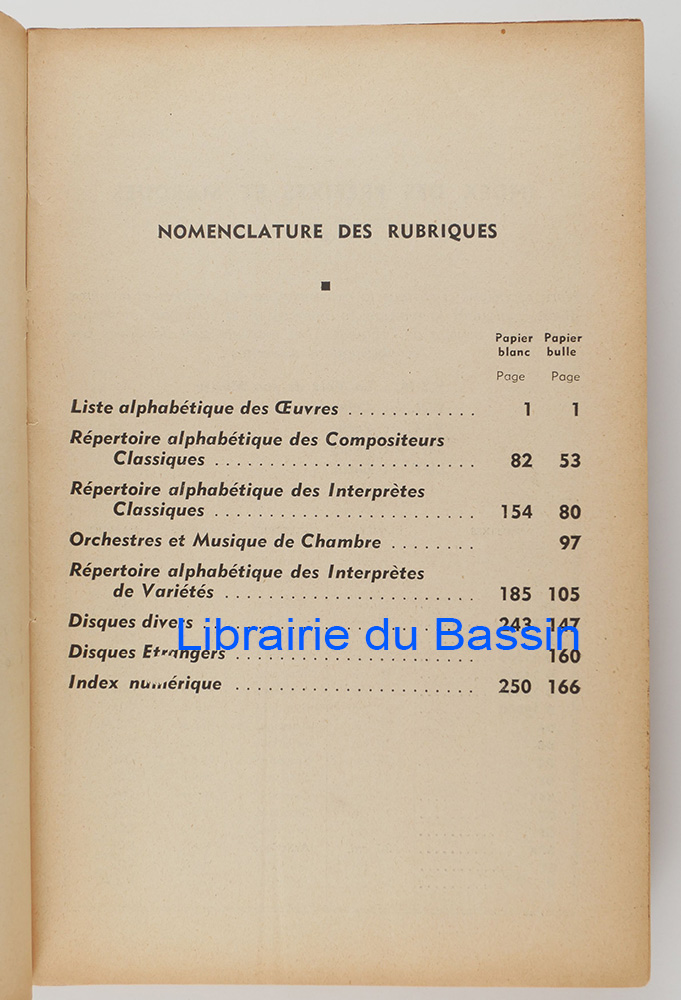 NOMENCLATURE DES RUBRIQUES
Papier Papier
blanc bulle
Page Page
Liste alphabétique des Œuvres . . . . . . . . . . . . 1 1
Répertoire alphabétique des Compositeurs
Classiques . . . . . . . . . . . . . . . . . . . . . . . . 82 53
Répertoire alphabétique des Interprètes
Classiques . . . . . . . . . . . . . . . . . . . . . . . . 154 80
Orchestres et Musique de Chambre . . . . . . . . 97
Répertoire alphabétique des Interprètes
de Variétés . . . . . . . . . . . . . . . . . . . . . . . 185 105
Disques divers . . . . . . . . . . . . . . . . . . . . . . . . . 243 147
Librairie du Bassin
Disques Etrangers . . . . . . . . . . . . . . . . . . . . . . 160
Index numérique . . . . . . . . . . . . . . . . . . . . . . 250 166